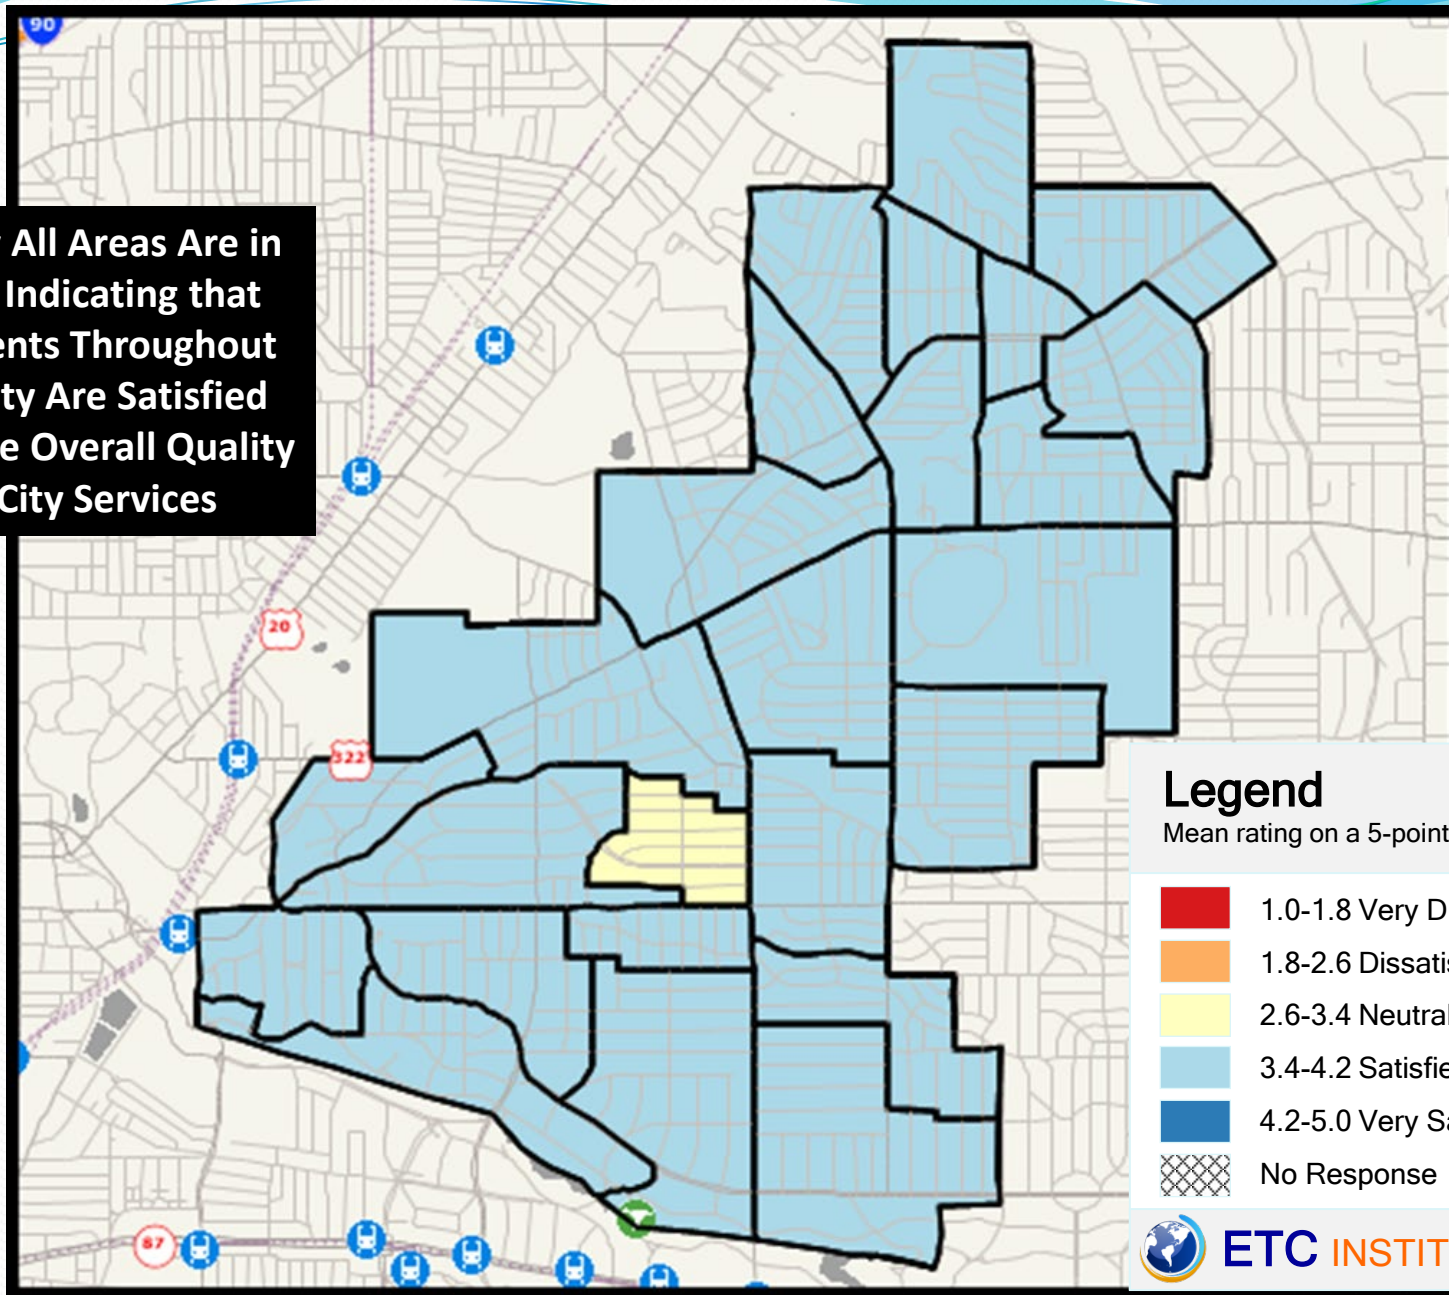 90
All Areas Are in
Indicating that
ents Throughout
ty Are Satisfied
e Overall Quality
City Services
20
322
87
Legend
Mean rating on a 5-point
1.0-1.8 Very D
1.8-2.6 Dissatis
2.6-3.4 Neutral
3.4-4.2 Satisfie
4.2-5.0 Very Sa
No Response
ETC INSTIT